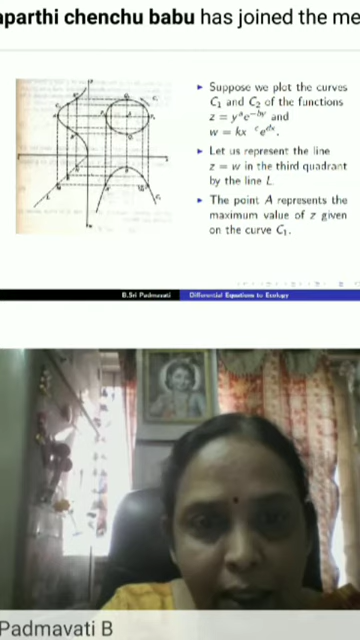 aparthi chenchu babu has joined the me
Suppose we plot the curves
C₁ and C₂ of the functions
z = yᵃe⁻ᵇʸ and
w = kx⁻ᶜeᵈˣ.
Let us represent the line
z = w in the third quadrant
by the line L.
The point A represents the
maximum value of z given
on the curve C₁.
B.Sri Padmavati Differential Equations to Ecology
Padmavati B